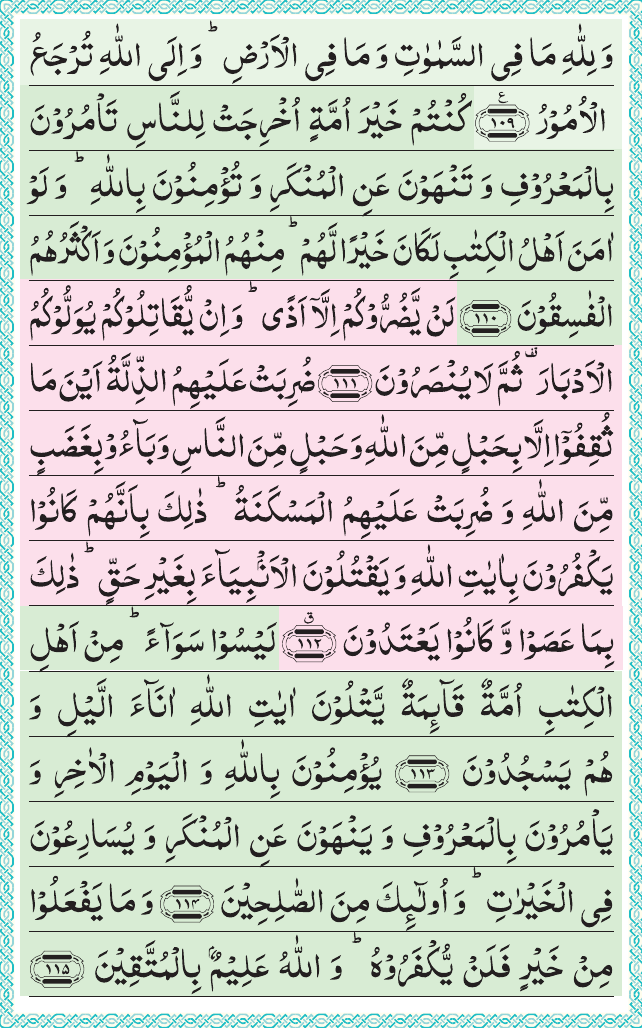 وَلِلّٰهِ مَا فِی السَّمٰوٰتِ وَ مَا فِی الْاَرْضِ ؕ وَ اِلَی اللّٰهِ تُرْجَعُ
الْاُمُوْرُ ﴿۱۰۹﴾ ع كُنْتُمْ خَیْرَ اُمَّةٍ اُخْرِجَتْ لِلنَّاسِ تَاْمُرُوْنَ
بِالْمَعْرُوْفِ وَ تَنْهَوْنَ عَنِ الْمُنْكَرِ وَ تُؤْمِنُوْنَ بِاللّٰهِ ؕ وَ لَوْ
اٰمَنَ اَهْلُ الْكِتٰبِ لَكَانَ خَیْرًا لَّهُمْ ؕ مِنْهُمُ الْمُؤْمِنُوْنَ وَ اَكْثَرُهُمُ
الْفٰسِقُوْنَ ﴿۱۱۰﴾ لَنْ یَّضُرُّوْكُمْ اِلَّاۤ اَذًی ؕ وَ اِنْ یُّقَاتِلُوْكُمْ یُوَلُّوْكُمُ
الْاَدْبَارَ ۟ۙ ثُمَّ لَا یُنْصَرُوْنَ ﴿۱۱۱﴾ ضُرِبَتْ عَلَیْهِمُ الذِّلَّةُ اَیْنَ مَا
ثُقِفُوْۤا اِلَّا بِحَبْلٍ مِّنَ اللّٰهِ وَ حَبْلٍ مِّنَ النَّاسِ وَ بَآءُوْ بِغَضَبٍ
مِّنَ اللّٰهِ وَ ضُرِبَتْ عَلَیْهِمُ الْمَسْكَنَةُ ؕ ذٰلِكَ بِاَنَّهُمْ كَانُوْا
یَكْفُرُوْنَ بِاٰیٰتِ اللّٰهِ وَ یَقْتُلُوْنَ الْاَنْۢبِیَآءَ بِغَیْرِ حَقٍّ ؕ ذٰلِكَ
بِمَا عَصَوْا وَّ كَانُوْا یَعْتَدُوْنَ ﴿۱۱۲﴾ ق لَیْسُوْا سَوَآءً ؕ مِنْ اَهْلِ
الْكِتٰبِ اُمَّةٌ قَآئِمَةٌ یَّتْلُوْنَ اٰیٰتِ اللّٰهِ اٰنَآءَ الَّیْلِ وَ
هُمْ یَسْجُدُوْنَ ﴿۱۱۳﴾ یُؤْمِنُوْنَ بِاللّٰهِ وَ الْیَوْمِ الْاٰخِرِ وَ
یَاْمُرُوْنَ بِالْمَعْرُوْفِ وَ یَنْهَوْنَ عَنِ الْمُنْكَرِ وَ یُسَارِعُوْنَ
فِی الْخَیْرٰتِ ؕ وَ اُولٰٓئِكَ مِنَ الصّٰلِحِیْنَ ﴿۱۱۴﴾ وَ مَا یَفْعَلُوْا
مِنْ خَیْرٍ فَلَنْ یُّكْفَرُوْهُ ؕ وَ اللّٰهُ عَلِیْمٌۢ بِالْمُتَّقِیْنَ ﴿۱۱۵﴾